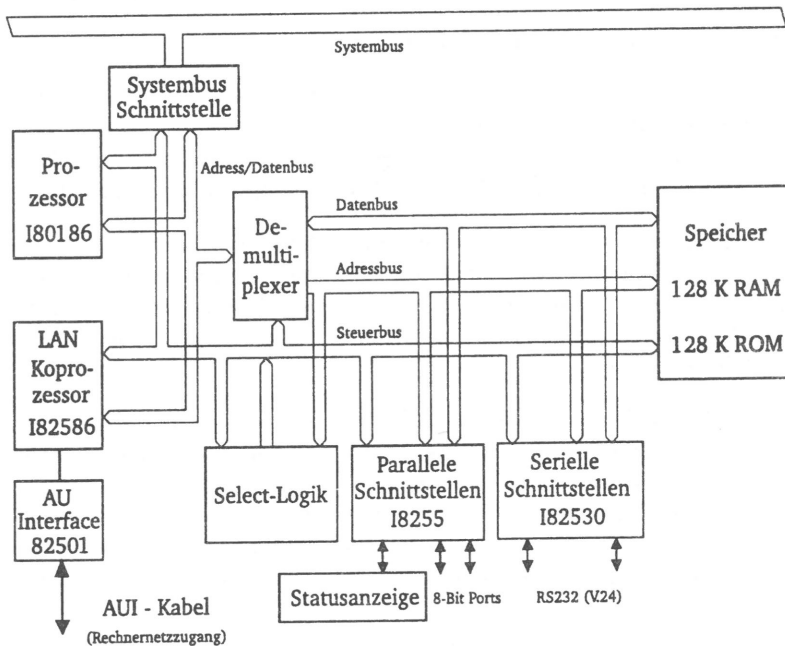 Systembus
Systembus
Schnittstelle
Pro-
zessor
I80186
Adress/Datenbus
De-
multi-
plexer
Datenbus
Adressbus
Steuerbus
Speicher
128 K RAM
128 K ROM
LAN
Kopro-
zessor
I82586
AU
Interface
82501
AUI - Kabel
(Rechnernetzzugang)
Select-Logik
Parallele
Schnittstellen
I8255
Serielle
Schnittstellen
I82530
Statusanzeige
8-Bit Ports
RS232 (V.24)